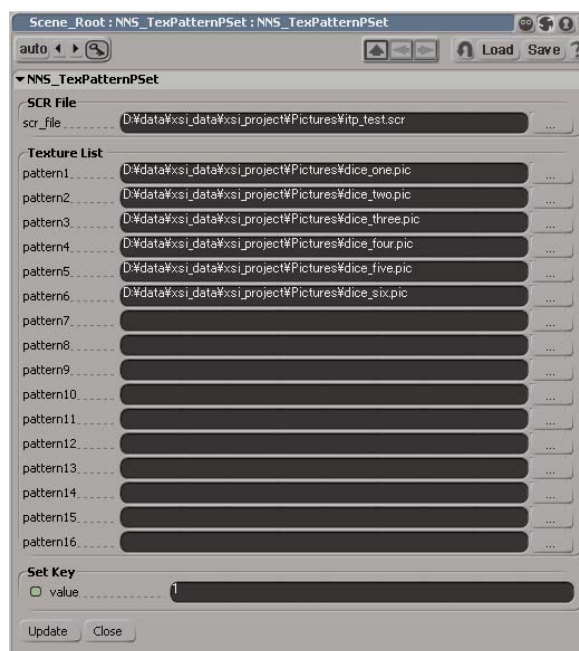 Scene_Root : NNS_TexPatternPSet : NNS_TexPatternPSet
auto
Load Save ?
NNS_TexPatternPSet
SCR File
scr_file D:¥data¥xsi_data¥xsi_project¥Pictures¥itp_test.scr ...
Texture List
pattern1 D:¥data¥xsi_data¥xsi_project¥Pictures¥dice_one.pic ...
pattern2 D:¥data¥xsi_data¥xsi_project¥Pictures¥dice_two.pic ...
pattern3 D:¥data¥xsi_data¥xsi_project¥Pictures¥dice_three.pic ...
pattern4 D:¥data¥xsi_data¥xsi_project¥Pictures¥dice_four.pic ...
pattern5 D:¥data¥xsi_data¥xsi_project¥Pictures¥dice_five.pic ...
pattern6 D:¥data¥xsi_data¥xsi_project¥Pictures¥dice_six.pic ...
pattern7 ...
pattern8 ...
pattern9 ...
pattern10 ...
pattern11 ...
pattern12 ...
pattern13 ...
pattern14 ...
pattern15 ...
pattern16 ...
Set Key
value 1
Update Close